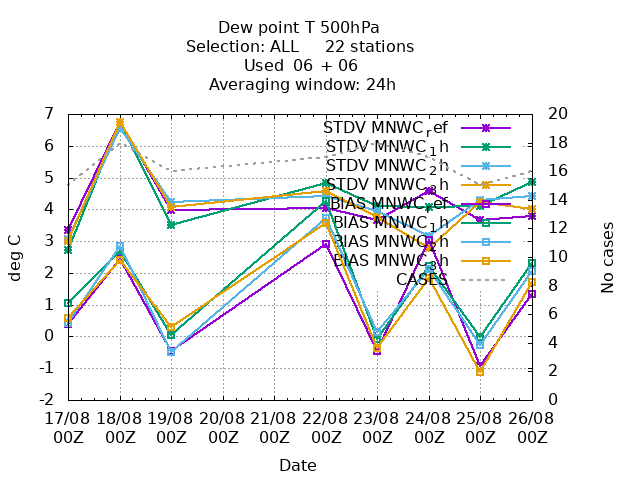 Dew point T 500hPa
Selection: ALL 22 stations
Used 06 + 06
Averaging window: 24h
deg C
7
6
5
4
3
2
1
0
-1
-2
20
18
16
14
12
10
8
6
4
2
0
No cases
STDV MNWC_ref
STDV MNWC_1h
STDV MNWC_2h
STDV MNWC_3h
BIAS MNWC_ref
BIAS MNWC_1h
BIAS MNWC_2h
BIAS MNWC_3h
CASES
17/08 18/08 19/08 20/08 21/08 22/08 23/08 24/08 25/08 26/08
00Z 00Z 00Z 00Z 00Z 00Z 00Z 00Z 00Z 00Z
Date